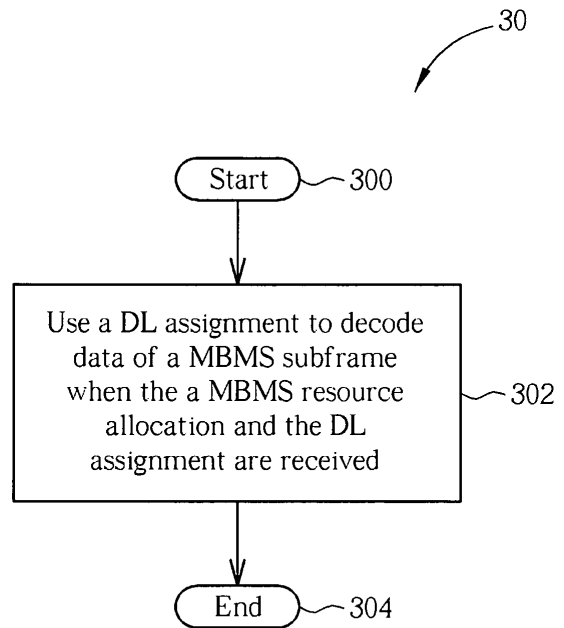 30
Start
300
Use a DL assignment to decode
data of a MBMS subframe
when the a MBMS resource
allocation and the DL
assignment are received
302
End
304